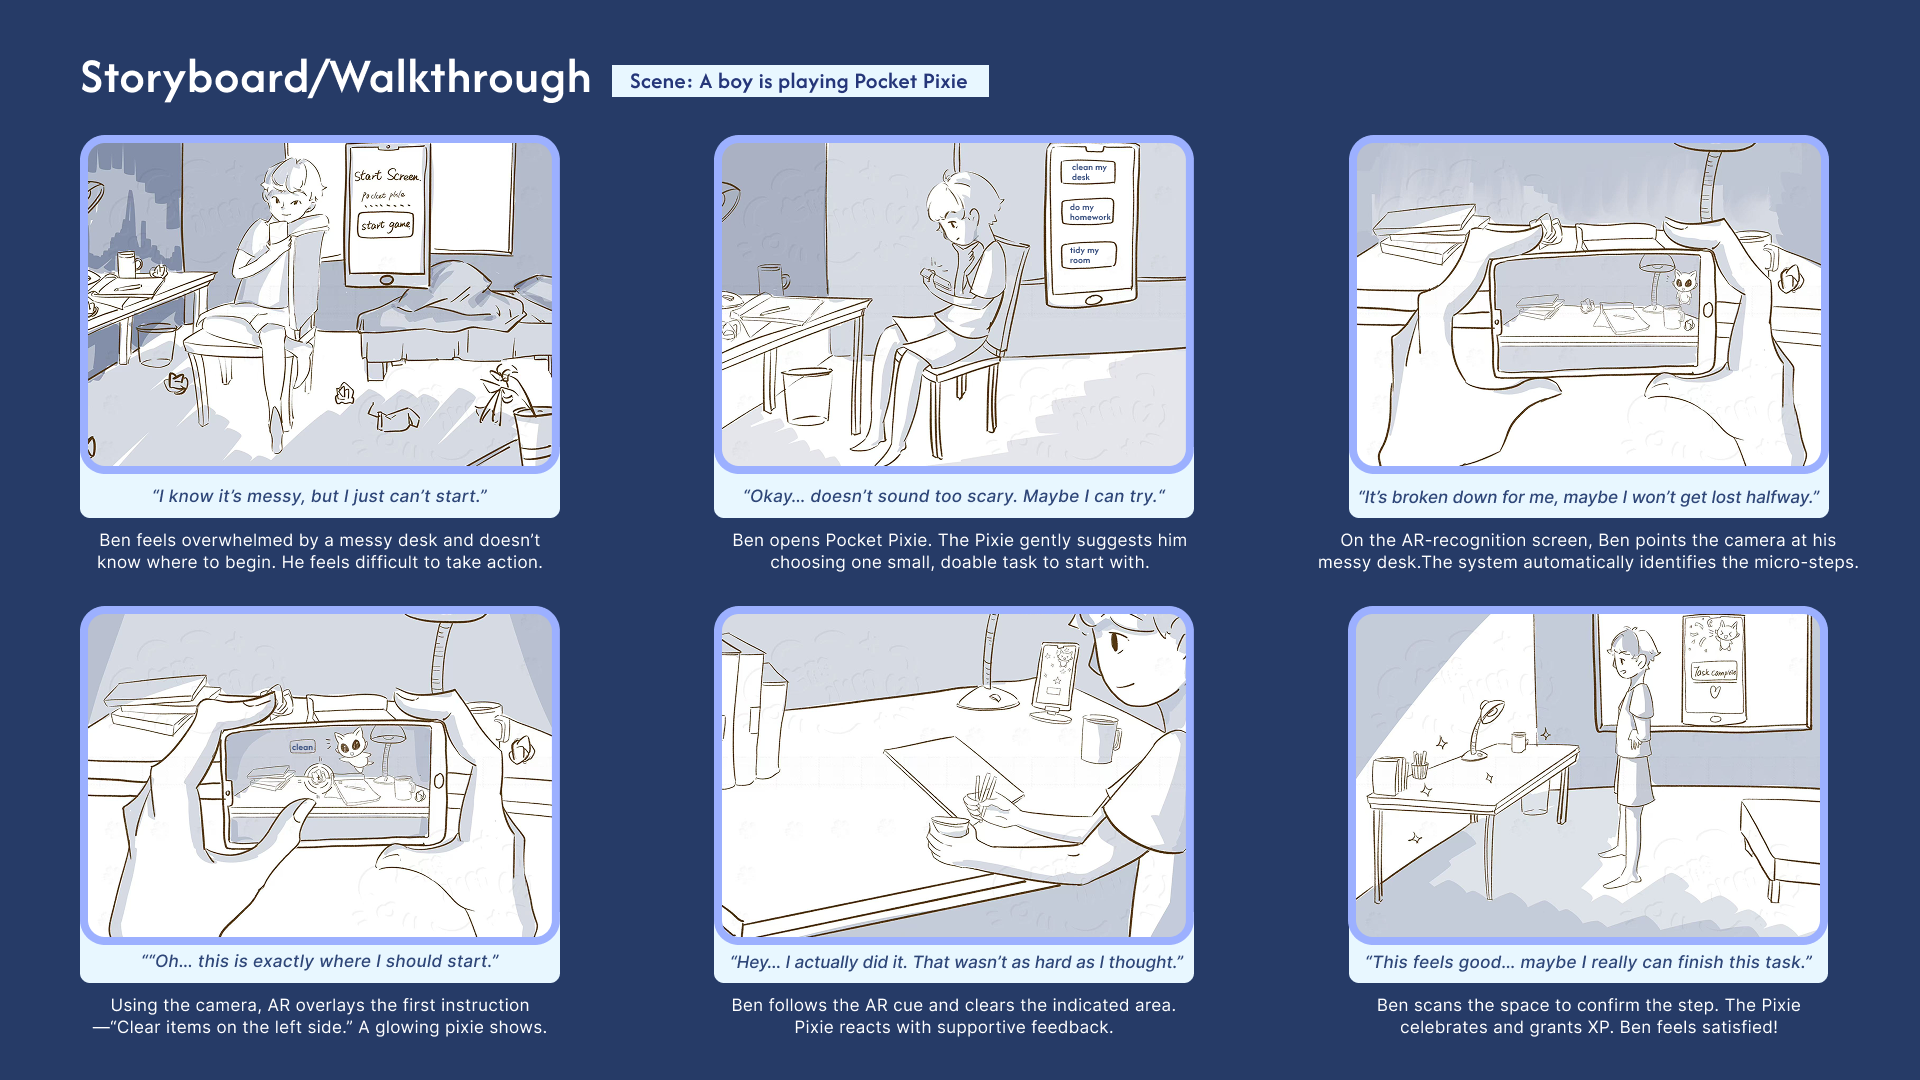 Storyboard/Walkthrough
Scene: A boy is playing Pocket Pixie
Start Screen.
start game
“I know it’s messy, but I just can’t start.”
Ben feels overwhelmed by a messy desk and doesn’t
know where to begin. He feels difficult to take action.
clean my
desk
do my
homework
tidy my
room
“Okay... doesn’t sound too scary. Maybe I can try.“
Ben opens Pocket Pixie. The Pixie gently suggests him
choosing one small, doable task to start with.
“It’s broken down for me, maybe I won’t get lost halfway.”
On the AR-recognition screen, Ben points the camera at his
messy desk.The system automatically identifies the micro-steps.
clean
““Oh... this is exactly where I should start.”
Using the camera, AR overlays the first instruction
—“Clear items on the left side.” A glowing pixie shows.
“Hey... I actually did it. That wasn’t as hard as I thought.”
Ben follows the AR cue and clears the indicated area.
Pixie reacts with supportive feedback.
Task complete
“This feels good... maybe I really can finish this task.”
Ben scans the space to confirm the step. The Pixie
celebrates and grants XP. Ben feels satisfied!